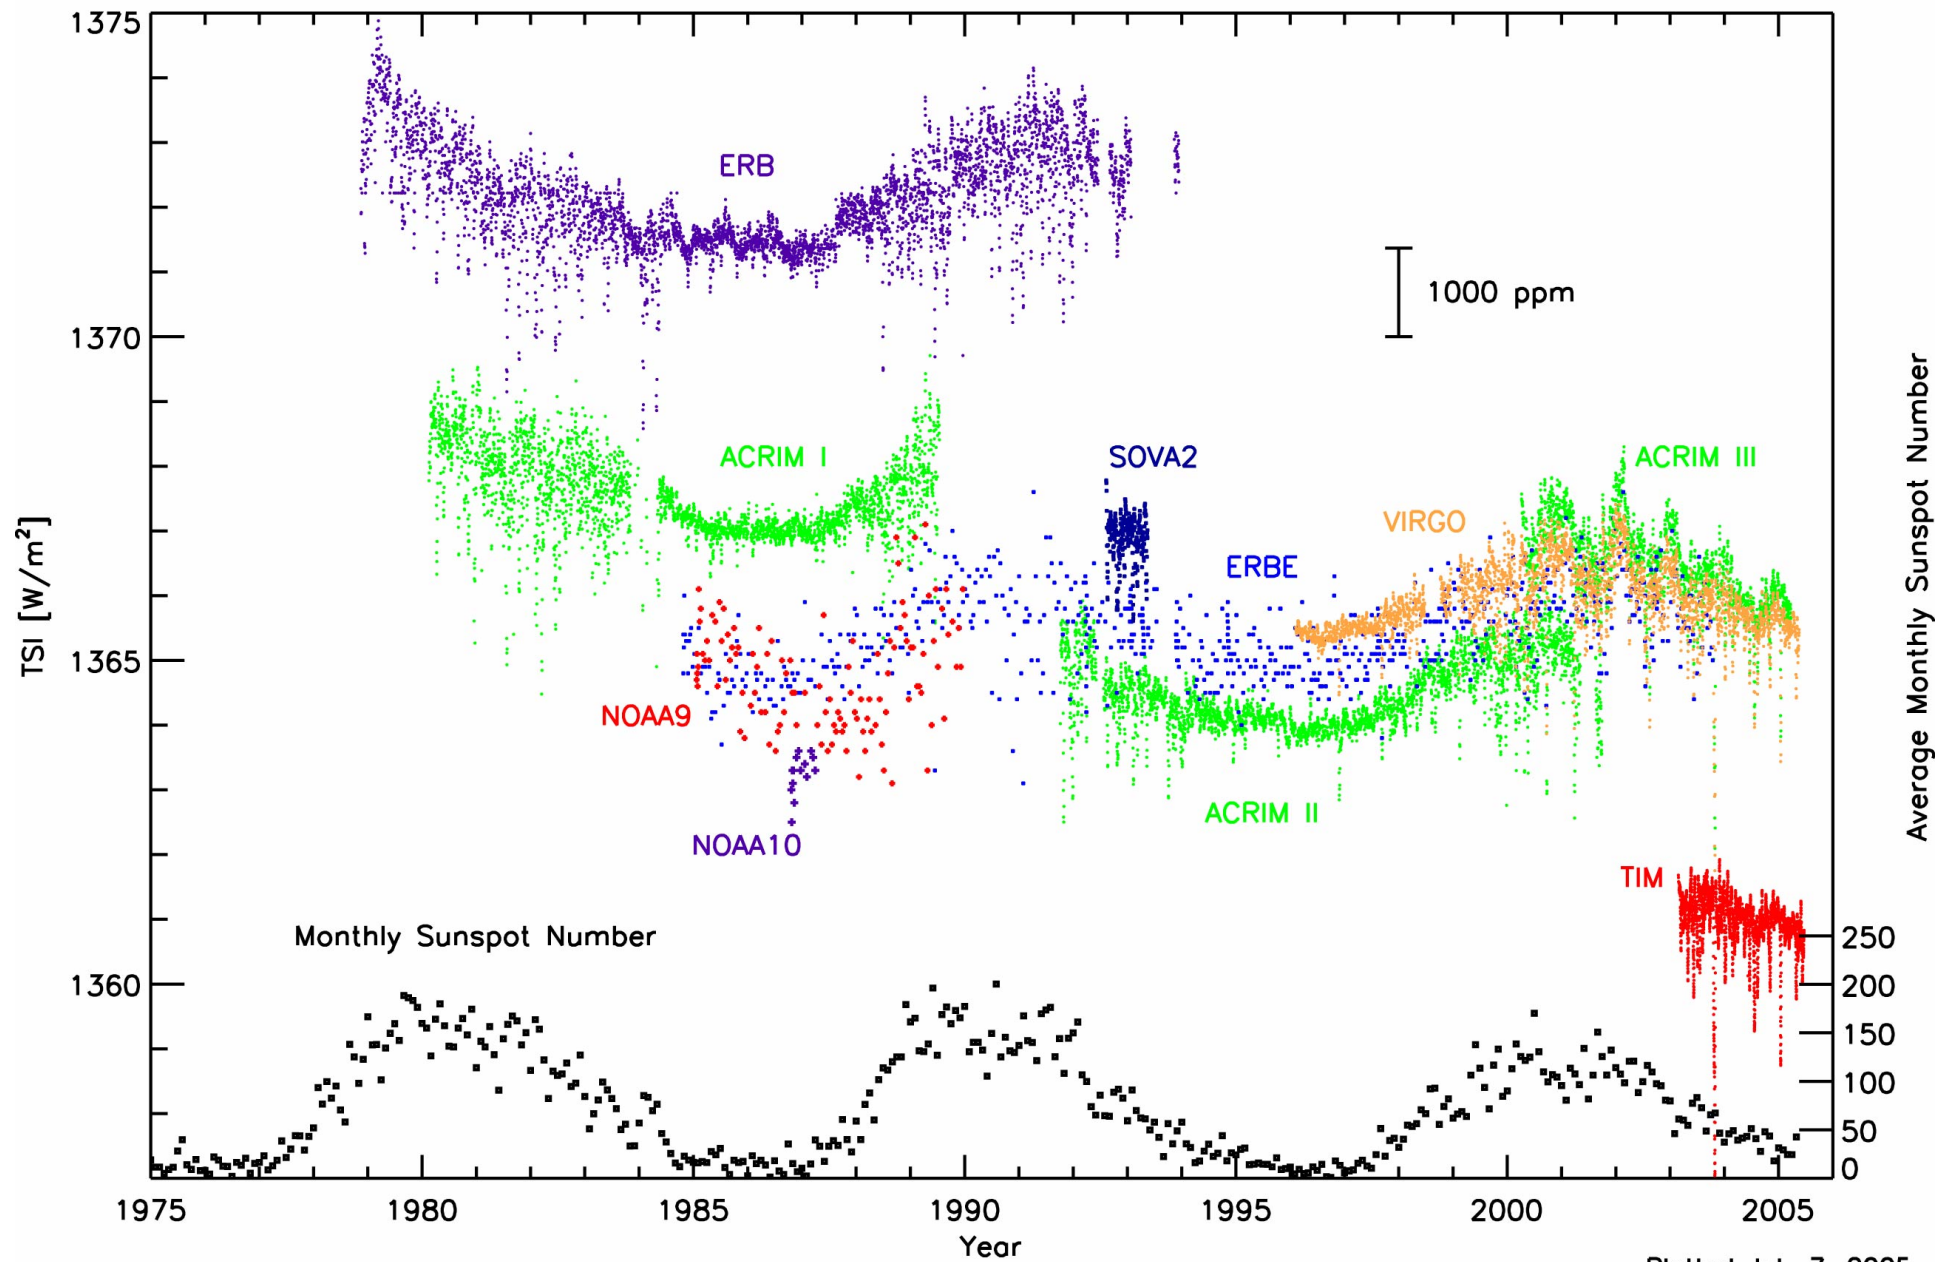 1375
ERB
1000 ppm
1370
ACRIM I
SOVA2
ACRIM III
VIRGO
ERBE
TSI [W/m²]
Average Monthly Sunspot Number
1365
NOAA9
ACRIM II
NOAA10
TIM
Monthly Sunspot Number
250
1360
200
150
100
50
0
1975
1980
1985
1990
1995
2000
2005
Year